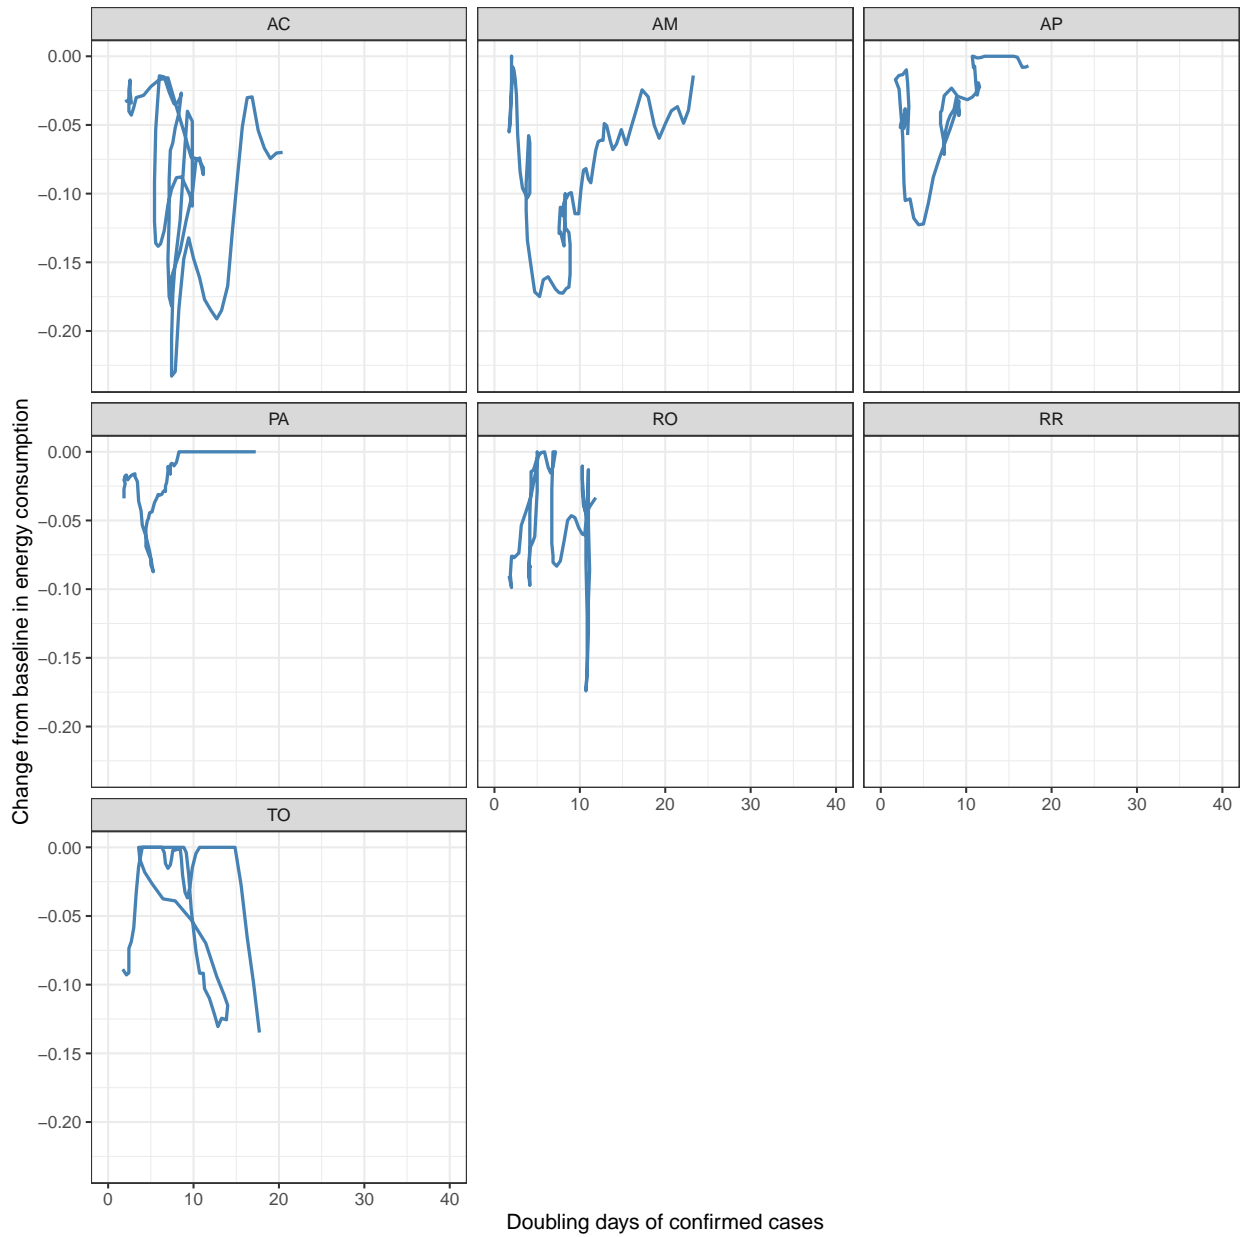 AC AM AP
0.00
−0.05
−0.10
−0.15
−0.20
PA RO RR
0.00
−0.05
−0.10
−0.15
−0.20
0 10 20 30 40 0 10 20 30 40
TO
0.00
−0.05
−0.10
−0.15
−0.20
0 10 20 30 40
Change from baseline in energy consumption
Doubling days of confirmed cases